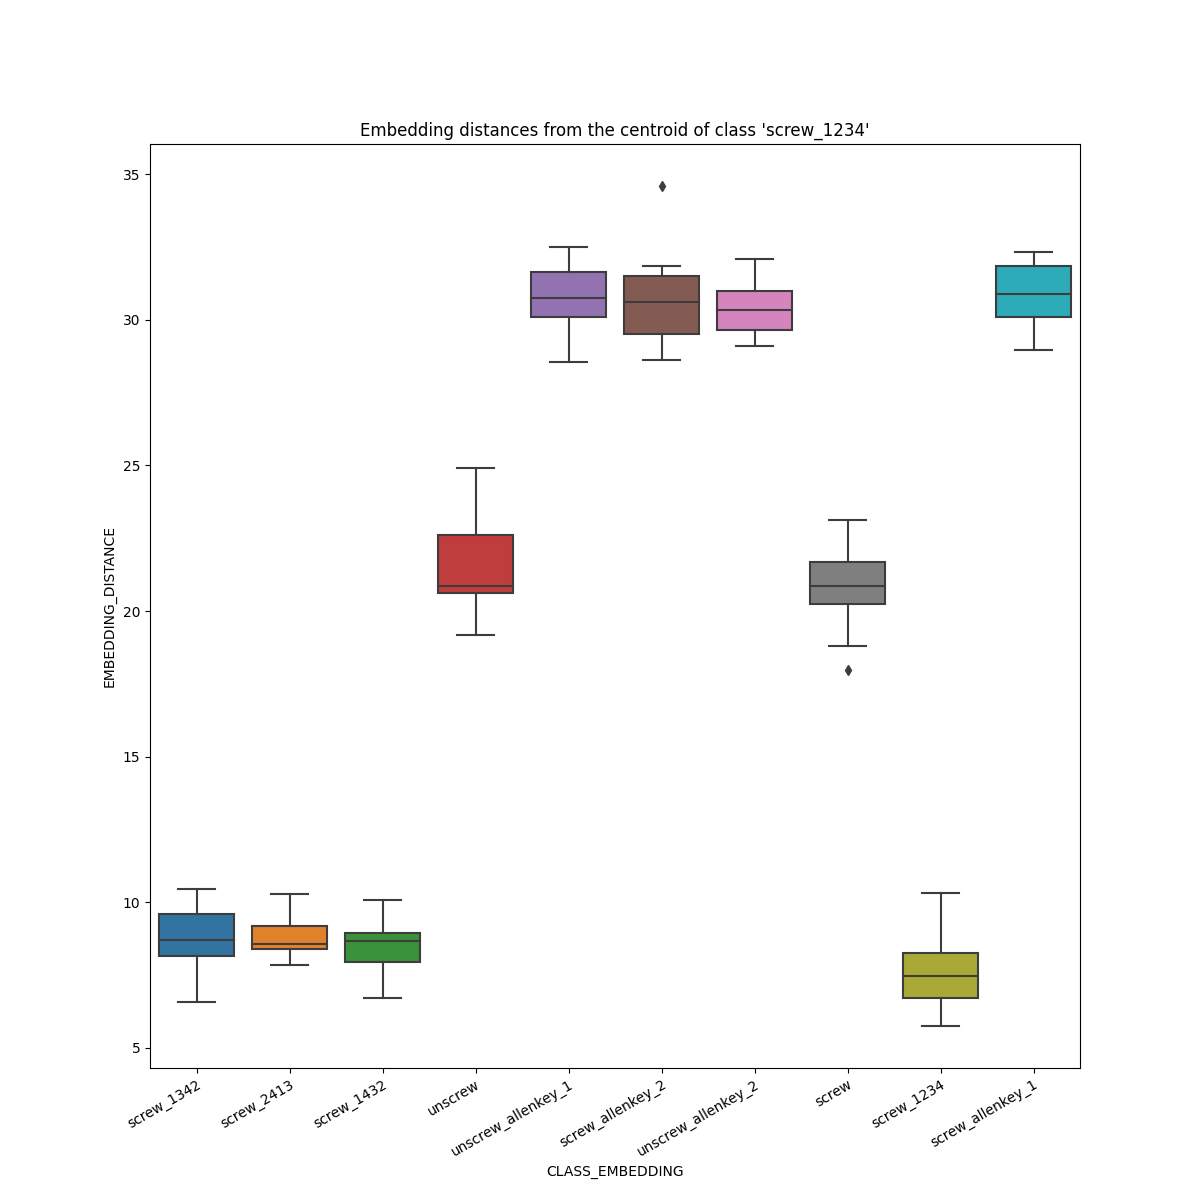 Embedding distances from the centroid of class 'screw_1234'
EMBEDDING_DISTANCE
35
30
25
20
15
10
5
screw_1342
screw_2413
screw_1432
unscrew
unscrew_allenkey_1
screw_allenkey_2
unscrew_allenkey_2
screw
screw_1234
screw_allenkey_1
CLASS_EMBEDDING